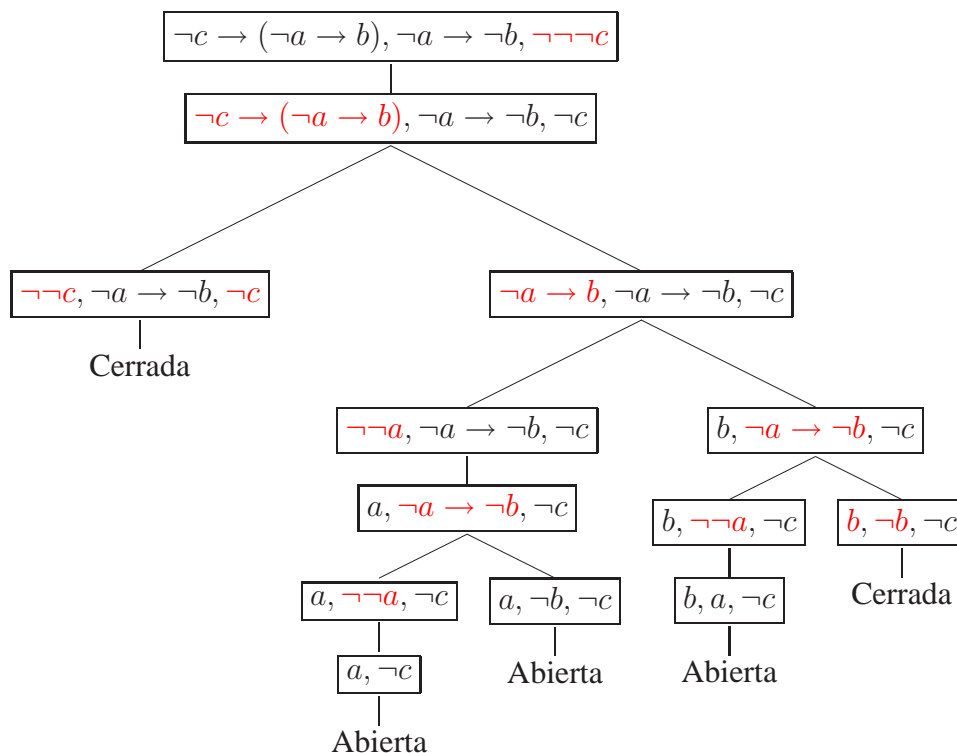 ¬c → (¬a → b), ¬a → ¬b, ¬¬¬c
¬c → (¬a → b), ¬a → ¬b, ¬c
¬¬c, ¬a → ¬b, ¬c
¬a → b, ¬a → ¬b, ¬c
Cerrada
¬¬a, ¬a → ¬b, ¬c
b, ¬a → ¬b, ¬c
a, ¬a → ¬b, ¬c
b, ¬¬a, ¬c
b, ¬b, ¬c
a, ¬¬a, ¬c
a, ¬b, ¬c
b, a, ¬c
Cerrada
a, ¬c
Abierta
Abierta
Abierta